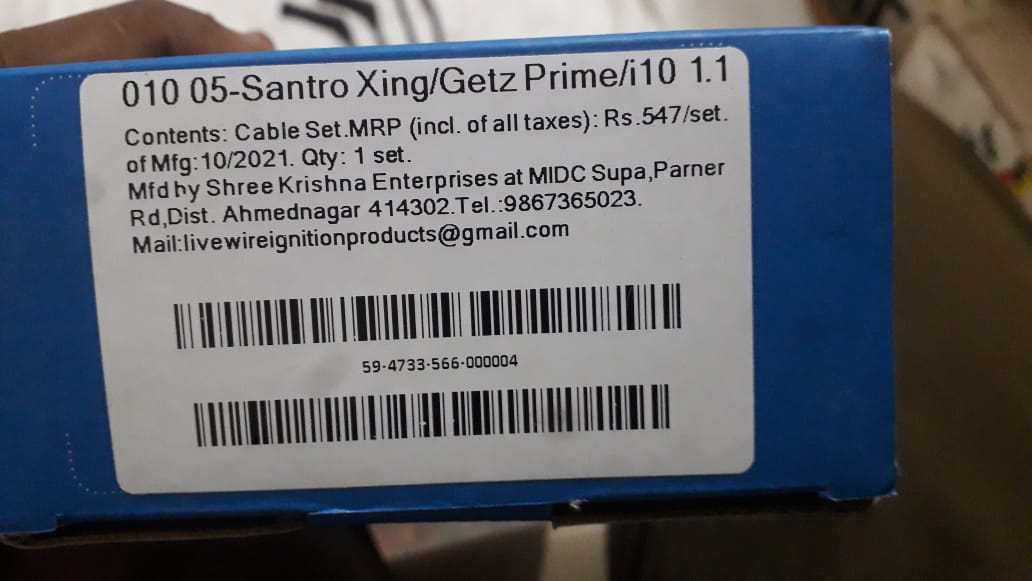 010 05-Santro Xing/Getz Prime/i10 1.1
Contents: Cable Set.MRP (incl. of all taxes): Rs.547/set.
of Mfg:10/2021. Qty: 1 set.
Mfd by Shree Krishna Enterprises at MIDC Supa,Parner
Rd,Dist. Ahmednagar 414302.Tel.:9867365023.
Mail:livewireignitionproducts@gmail.com
59-4733-566-000004